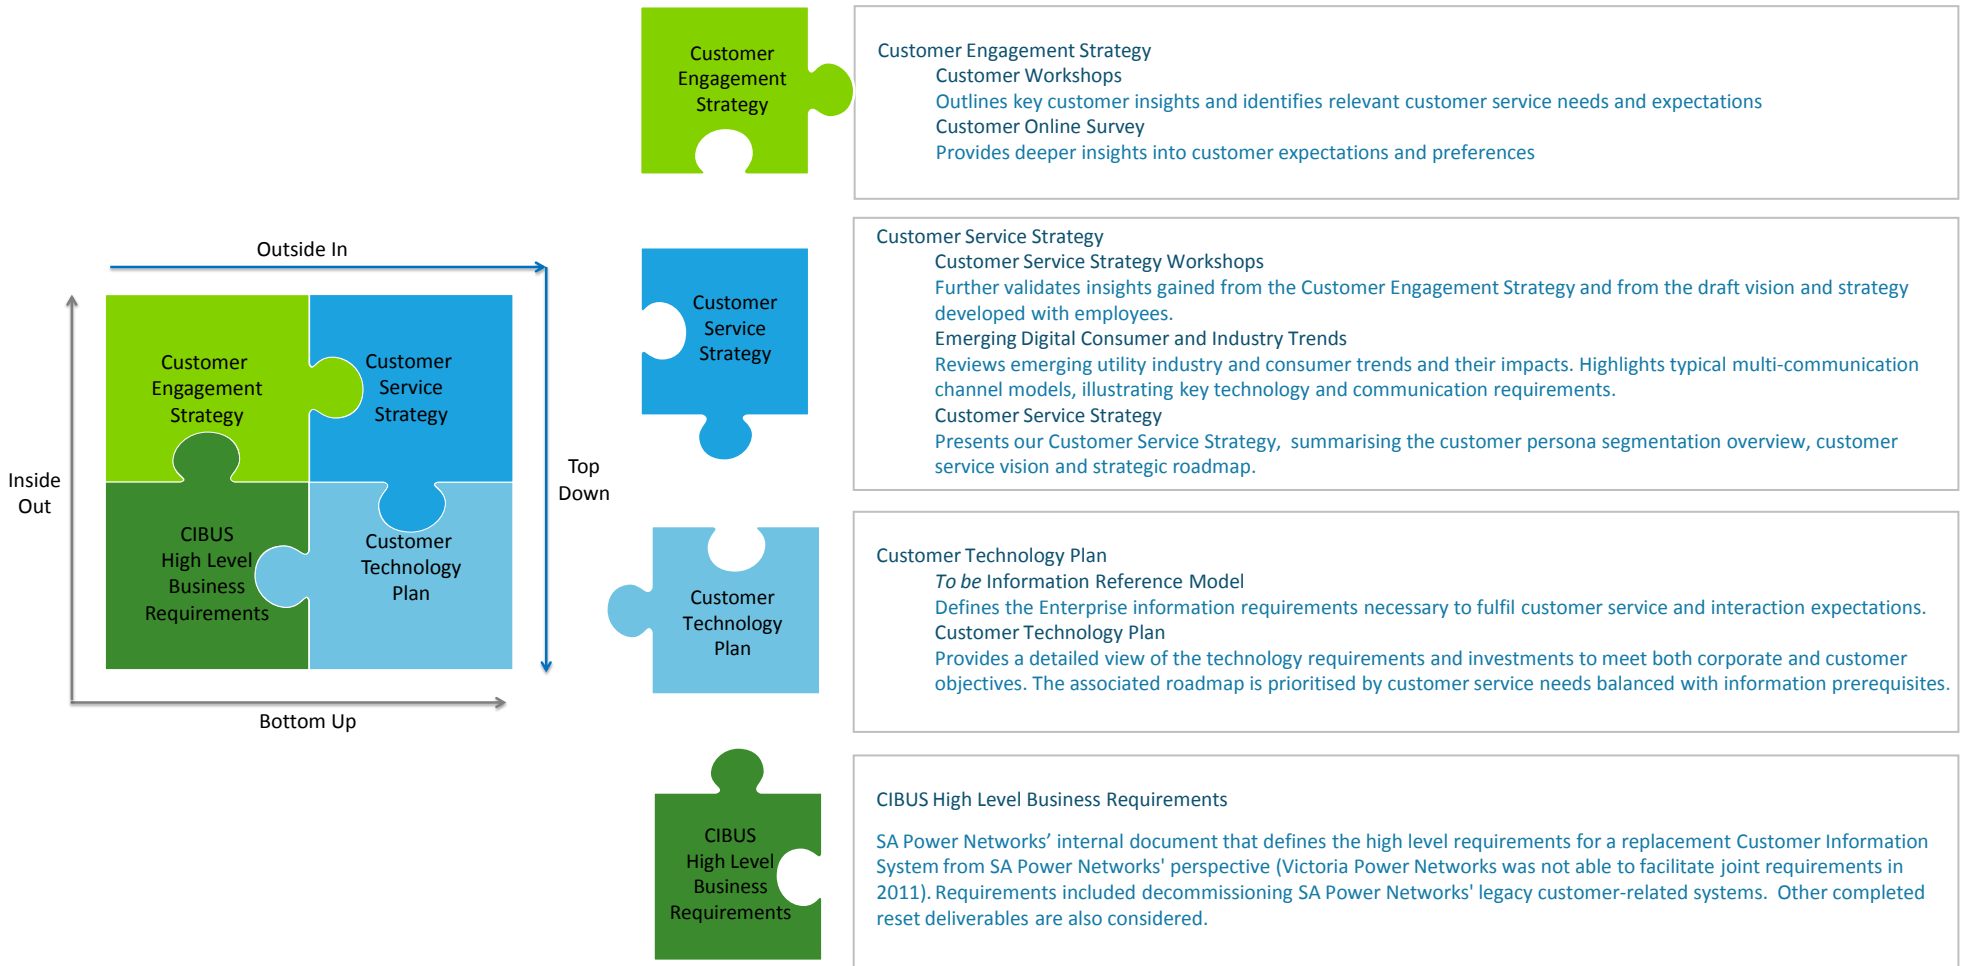 Outside In
Inside
Out
Top
Down
Bottom Up
Customer
Engagement
Strategy
Customer
Service
Strategy
CIBUS
High Level
Business
Requirements
Customer
Technology
Plan
Customer
Engagement
Strategy
Customer Engagement Strategy
Customer Workshops
Outlines key customer insights and identifies relevant customer service needs and expectations
Customer Online Survey
Provides deeper insights into customer expectations and preferences
Customer
Service
Strategy
Customer Service Strategy
Customer Service Strategy Workshops
Further validates insights gained from the Customer Engagement Strategy and from the draft vision and strategy
developed with employees.
Emerging Digital Consumer and Industry Trends
Reviews emerging utility industry and consumer trends and their impacts. Highlights typical multi-communication
channel models, illustrating key technology and communication requirements.
Customer Service Strategy
Presents our Customer Service Strategy, summarising the customer persona segmentation overview, customer
service vision and strategic roadmap.
Customer
Technology
Plan
Customer Technology Plan
To be Information Reference Model
Defines the Enterprise information requirements necessary to fulfil customer service and interaction expectations.
Customer Technology Plan
Provides a detailed view of the technology requirements and investments to meet both corporate and customer
objectives. The associated roadmap is prioritised by customer service needs balanced with information prerequisites.
CIBUS
High Level
Business
Requirements
CIBUS High Level Business Requirements
SA Power Networks’ internal document that defines the high level requirements for a replacement Customer Information
System from SA Power Networks' perspective (Victoria Power Networks was not able to facilitate joint requirements in
2011). Requirements included decommissioning SA Power Networks' legacy customer-related systems. Other completed
reset deliverables are also considered.